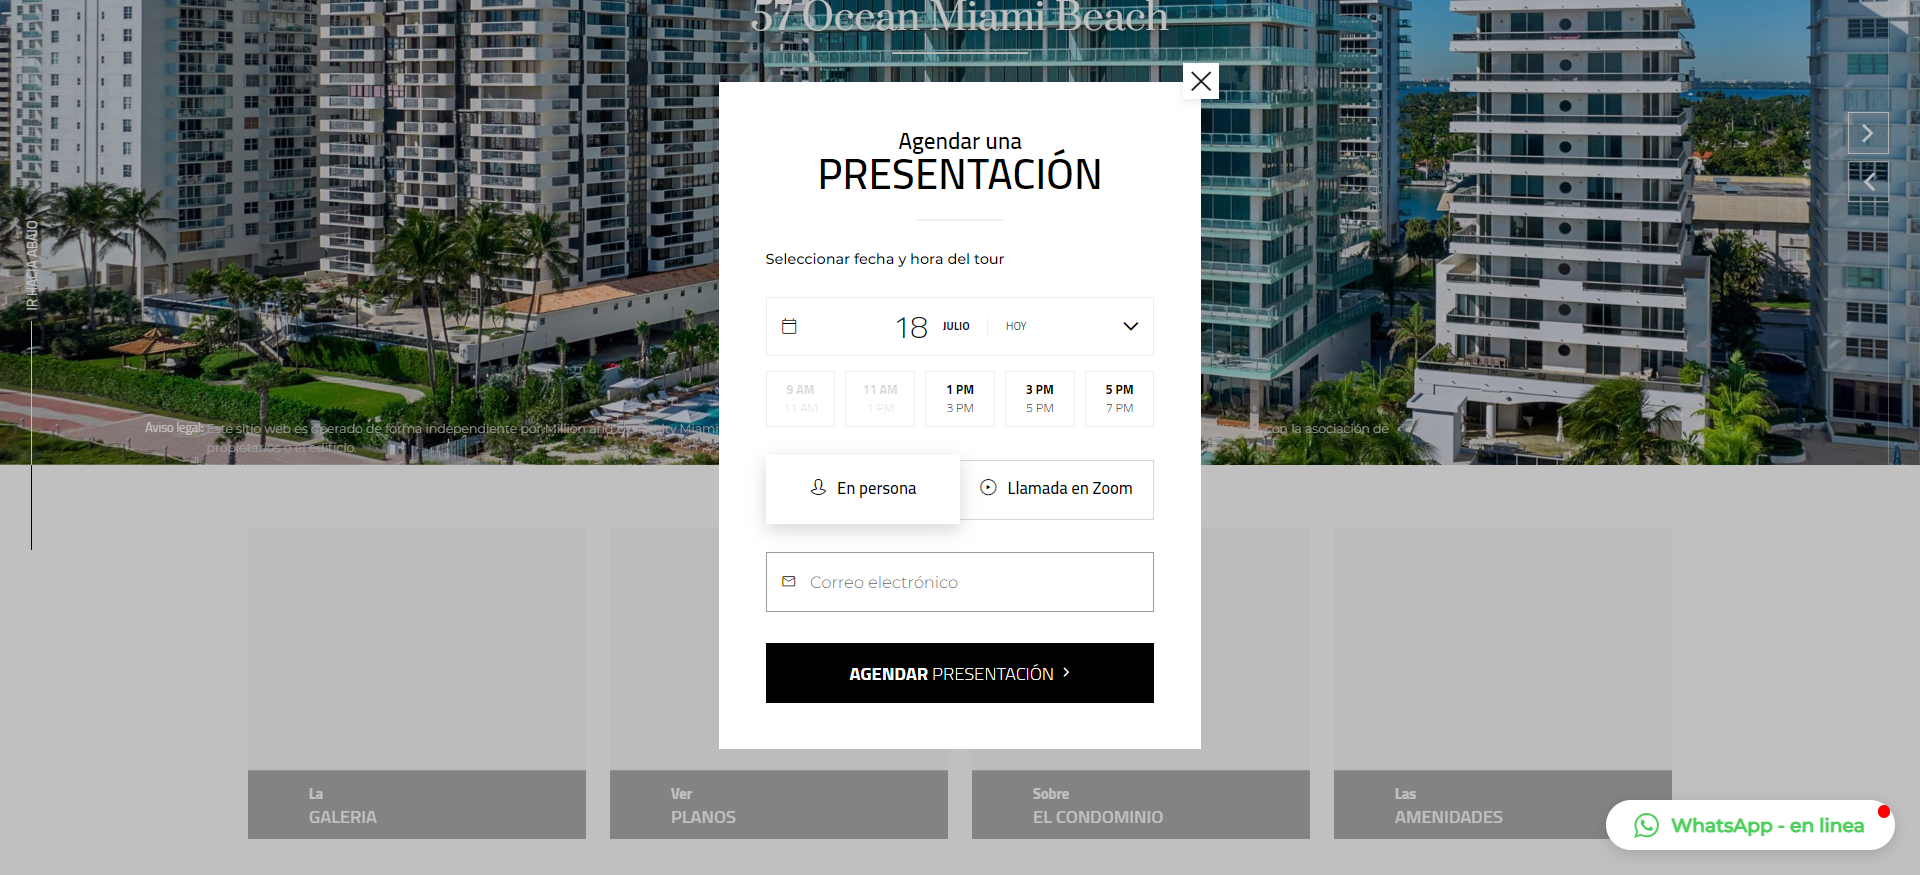 57 Ocean Miami Beach
Agendar una
PRESENTACIÓN
Seleccionar fecha y hora del tour
18 JULIO HOY
9 AM 11 AM 1 PM 3 PM 5 PM
11 AM 1 PM 3 PM 5 PM 7 PM
IR HACIA ABAJO
Aviso legal: Este sitio web es operado de forma independiente por Million and Up Realty Miami
con la asociación de
propietarios o el edificio.
En persona
Llamada en Zoom
Correo electrónico
AGENDAR PRESENTACIÓN
La
GALERIA
Ver
PLANOS
Sobre
EL CONDOMINIO
Las
AMENIDADES
WhatsApp - en linea